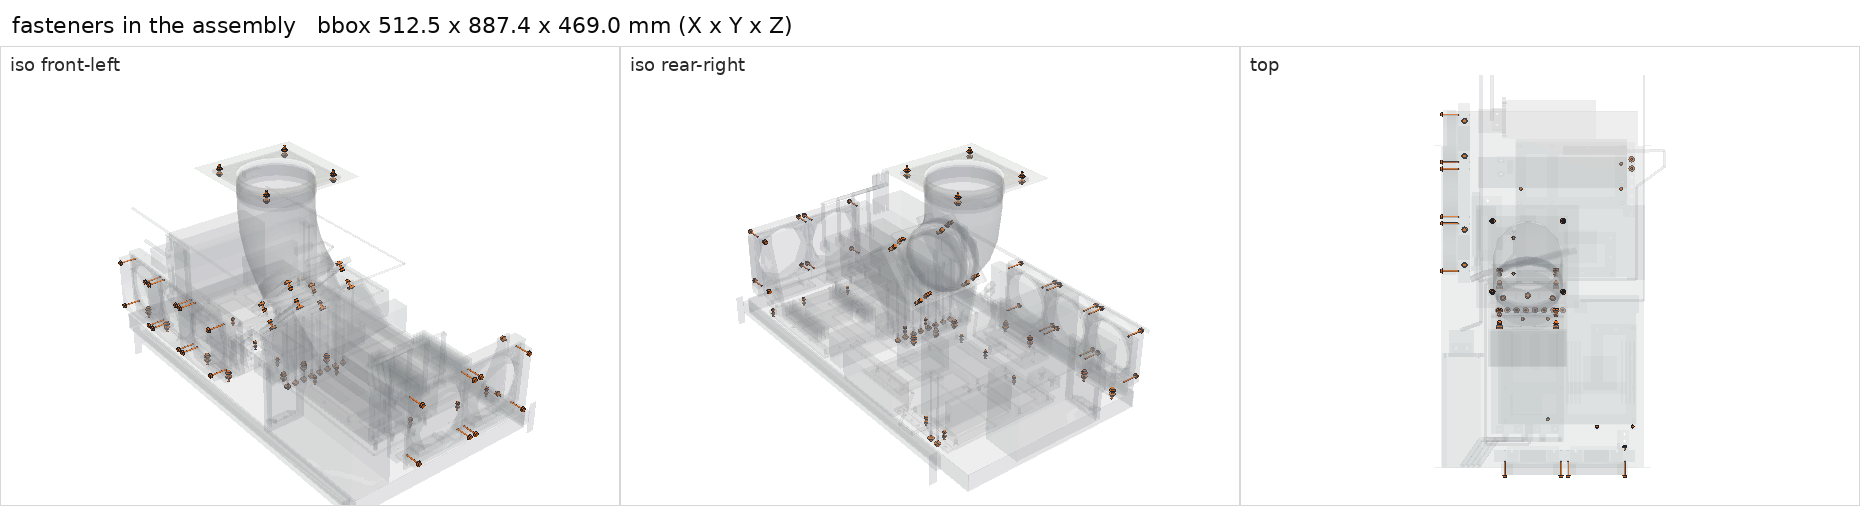 fasteners in the assembly   bbox 512.5 x 887.4 x 469.0 mm (X x Y x Z)
iso front-left
iso rear-right
top